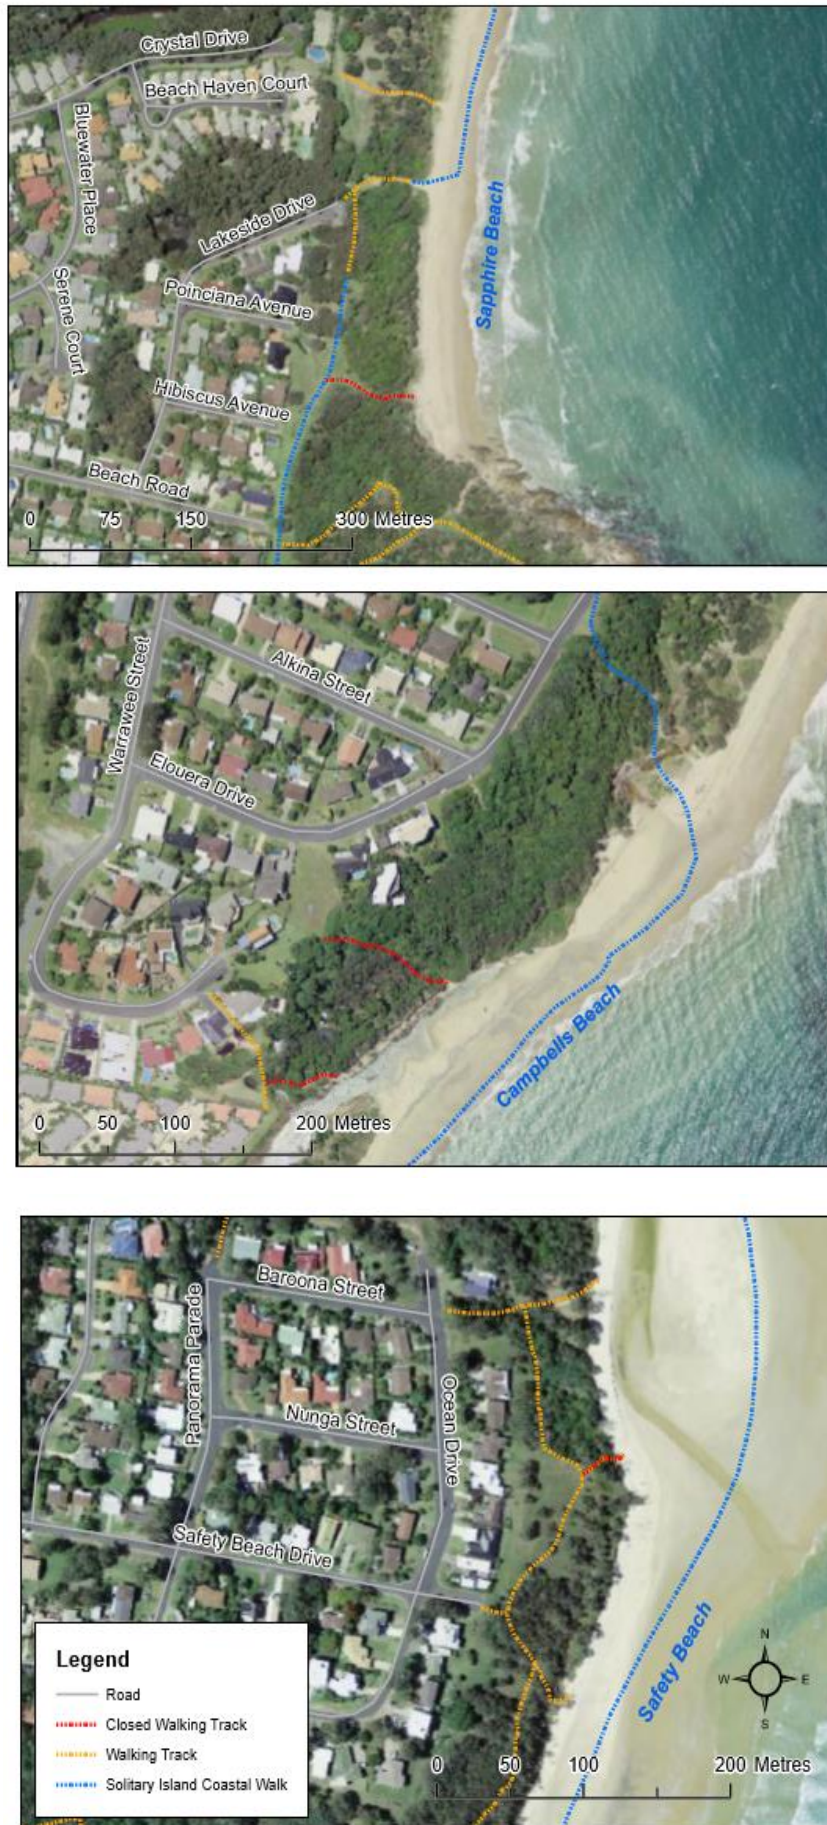 Crystal Drive
Beach Haven Court
Bluewater Place
Lakeside Drive
Sapphire Beach
Serene Court
Poinciana Avenue
Hibiscus Avenue
Beach Road
0 75 150 300 Metres
Warrawee Street
Alkina Street
Elouera Drive
Campbells Beach
0 50 100 200 Metres
Baroona Street
Panorama Parade
Ocean Drive
Nunga Street
Safety Beach Drive
Safety Beach
N
W E
S
Legend
Road
Closed Walking Track
Walking Track
Solitary Island Coastal Walk
0 50 100 200 Metres